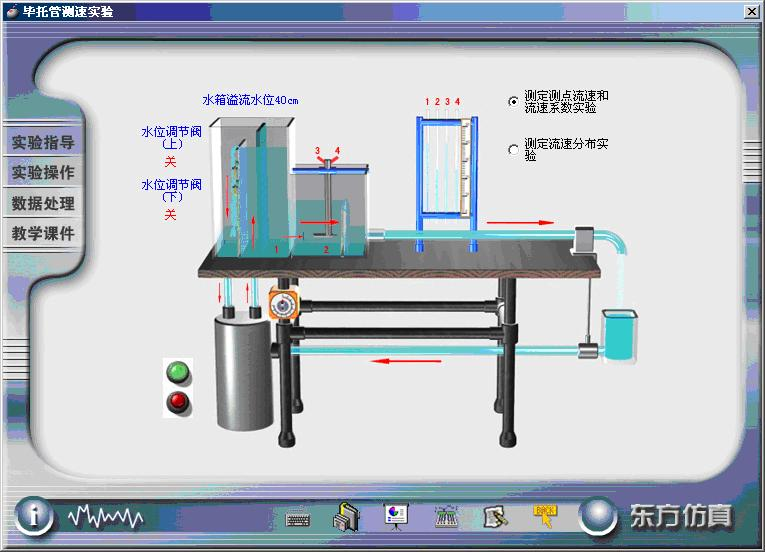 毕托管测速实验
水箱溢流水位40cm
水位调节阀
(上)
关
水位调节阀
(下)
关
实验指导
实验操作
数据处理
教学课件
3 4
1 2
1 2 3 4
测定测点流速和
流速系数实验
测定流速分布实
验
BACK
东方仿真